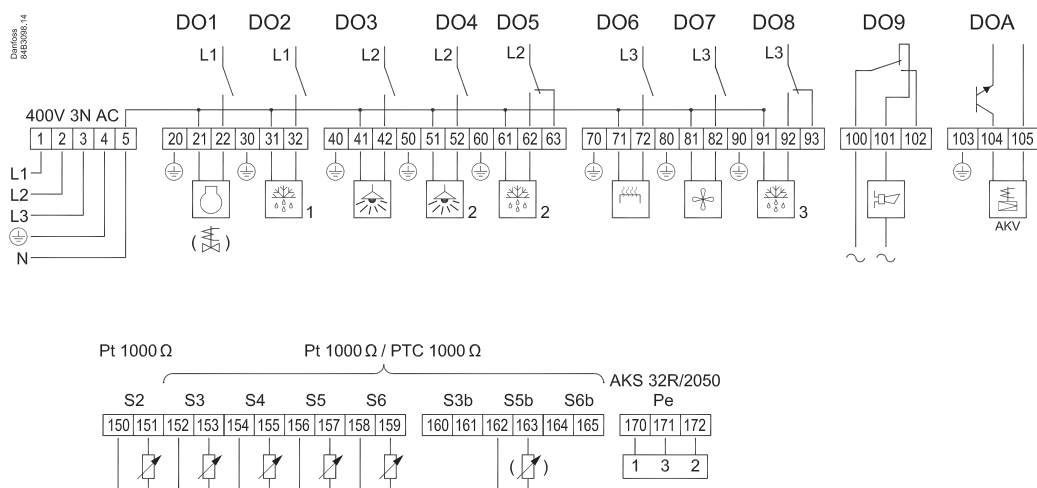 Danfoss
84B3098.14
DO1 DO2 DO3 DO4 DO5 DO6 DO7 DO8 DO9 DOA
L1 L1 L2 L2 L2 L3 L3 L3
400V 3N AC
1 2 3 4 5 20 21 22 30 31 32 40 41 42 50 51 52 60 61 62 63 70 71 72 80 81 82 90 91 92 93 100 101 102 103 104 105
L1
L2
L3
N
1 2 2 3
( )
AKV
Pt 1000 Ω Pt 1000 Ω / PTC 1000 Ω
AKS 32R/2050
S2 S3 S4 S5 S6 S3b S5b S6b Pe
150 151 152 153 154 155 156 157 158 159 160 161 162 163 164 165 170 171 172
( )
1 3 2